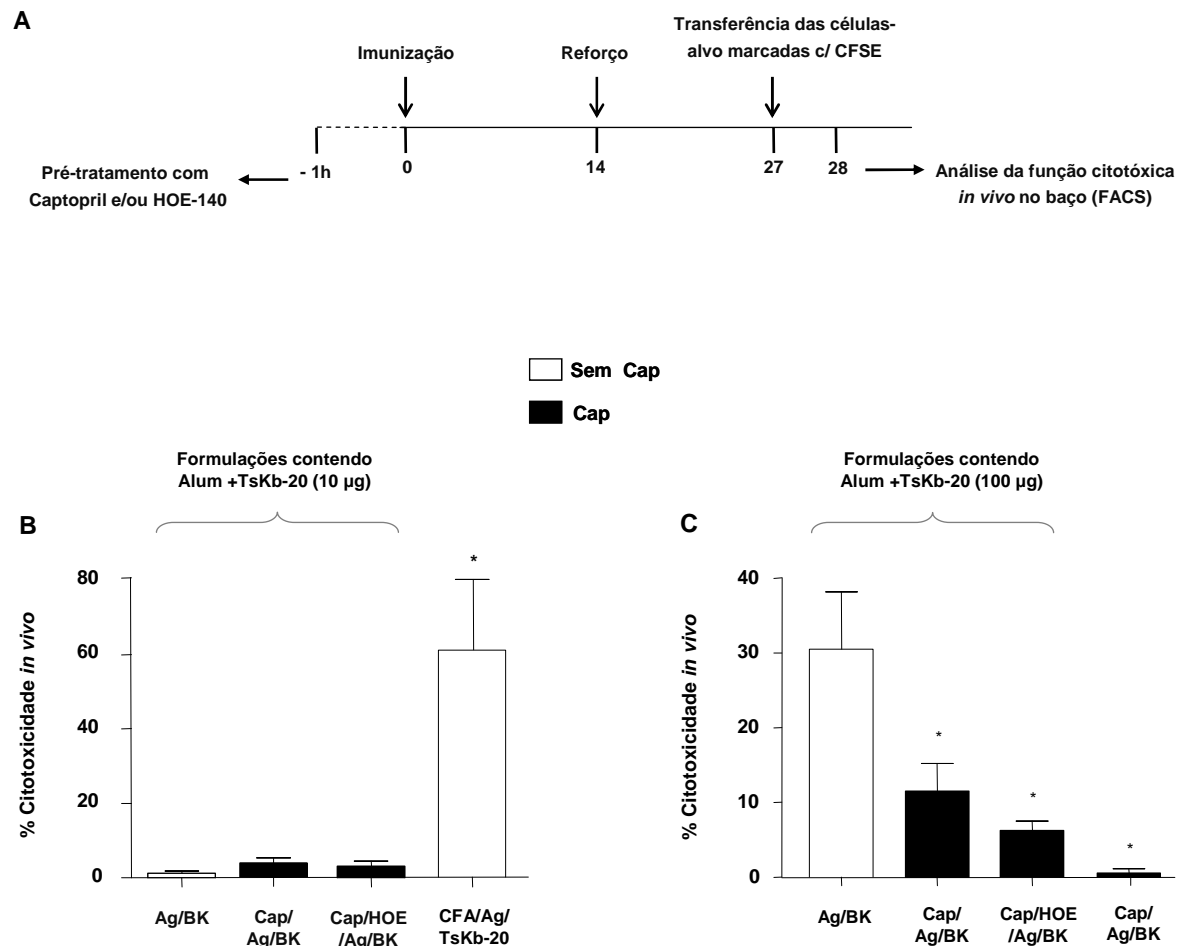 A
Imunização
Reforço
Transferência das células-
alvo marcadas c/ CFSE
Pré-tratamento com
Captopril e/ou HOE-140
- 1h
0
14
27
28
Análise da função citotóxica
in vivo no baço (FACS)
Sem Cap
Cap
Formulações contendo
Alum +TsKb-20 (10 µg)
B
% Citotoxicidade in vivo
80
60
40
20
0
*
Ag/BK
Cap/
Ag/BK
Cap/HOE
/Ag/BK
CFA/Ag/
TsKb-20
Formulações contendo
Alum +TsKb-20 (100 µg)
C
% Citotoxicidade in vivo
40
30
20
10
0
*
*
*
Ag/BK
Cap/
Ag/BK
Cap/HOE
/Ag/BK
Cap/
Ag/BK